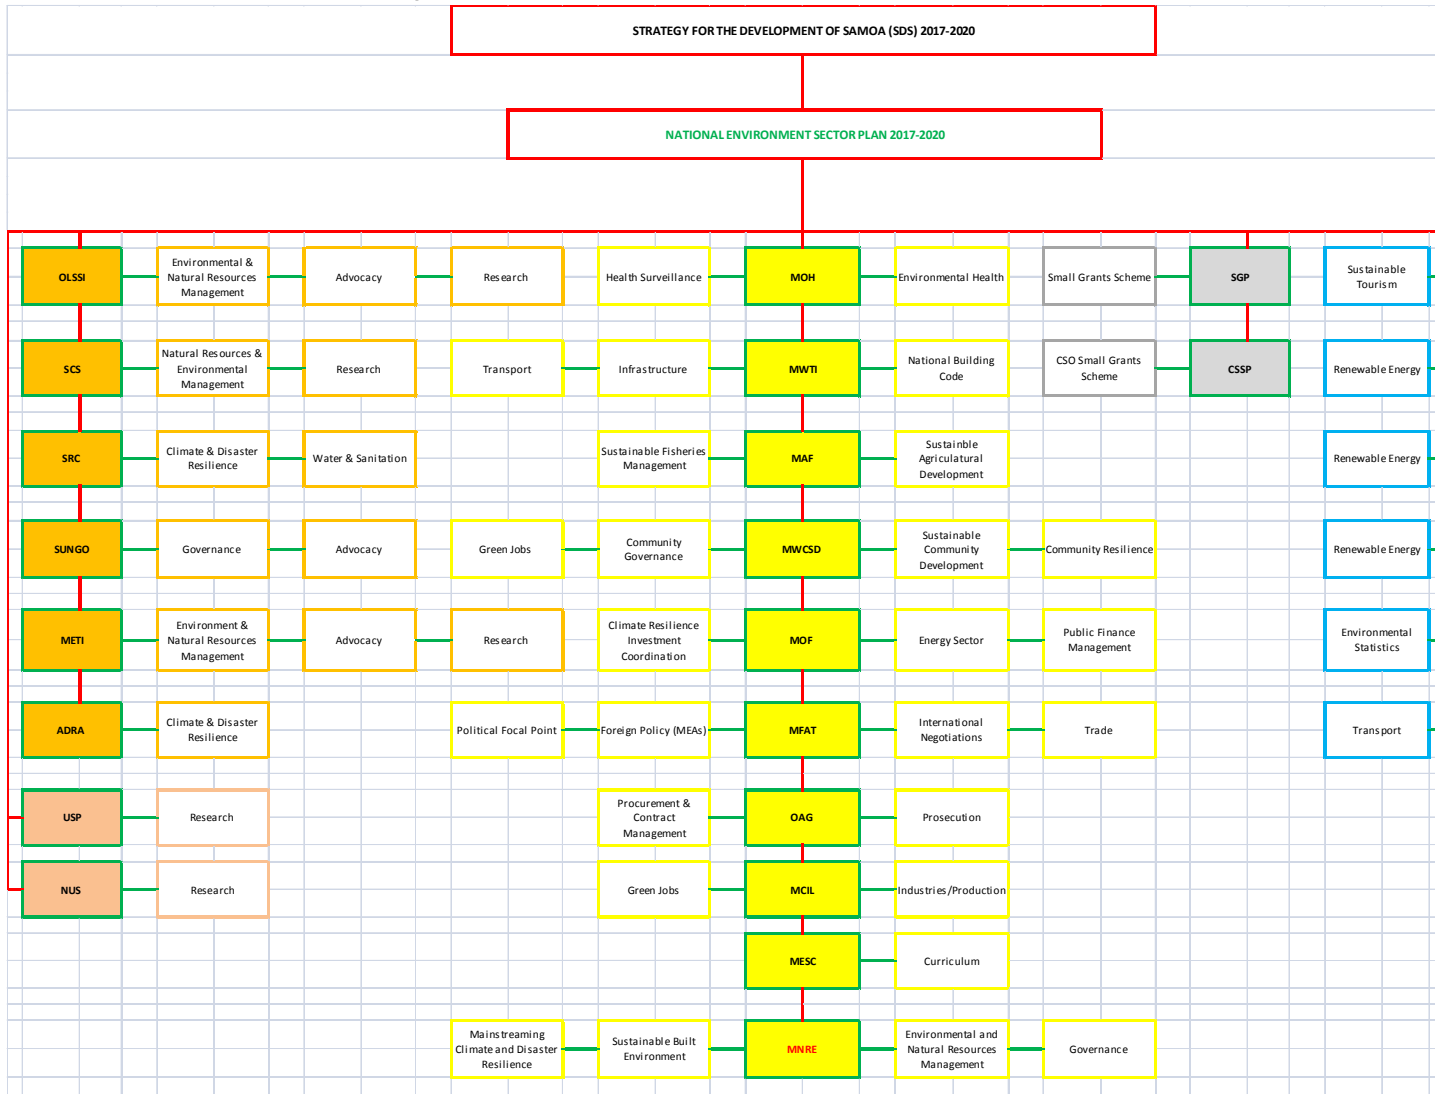 STRATEGY FOR THE DEVELOPMENT OF SAMOA (SDS) 2017-2020
NATIONAL ENVIRONMENT SECTOR PLAN 2017-2020
OLSSI
Environmental &
Natural Resources
Management
Advocacy
Research
Health Surveillance
MOH
Environmental Health
Small Grants Scheme
SGP
Sustainable
Tourism
SCS
Natural Resources &
Environmental
Management
Research
Transport
Infrastructure
MWTI
National Building
Code
CSO Small Grants
Scheme
CSSP
Renewable Energy
SRC
Climate & Disaster
Resilience
Water & Sanitation
Sustainable Fisheries
Management
MAF
Sustainble
Agriculatural
Development
Renewable Energy
SUNGO
Governance
Advocacy
Green Jobs
Community
Governance
MWCSD
Sustainable
Community
Development
Community Resilience
Renewable Energy
METI
Environment &
Natural Resources
Management
Advocacy
Research
Climate Resilience
Investment
Coordination
MOF
Energy Sector
Public Finance
Management
Environmental
Statistics
ADRA
Climate & Disaster
Resilience
Political Focal Point
Foreign Policy (MEAs)
MFAT
International
Negotiations
Trade
Transport
USP
Research
Procurement &
Contract
Management
OAG
Prosecution
NUS
Research
Green Jobs
MCIL
Industries/Production
MESC
Curriculum
Mainstreaming
Climate and Disaster
Resilience
Sustainable Built
Environment
MNRE
Environmental and
Natural Resources
Management
Governance